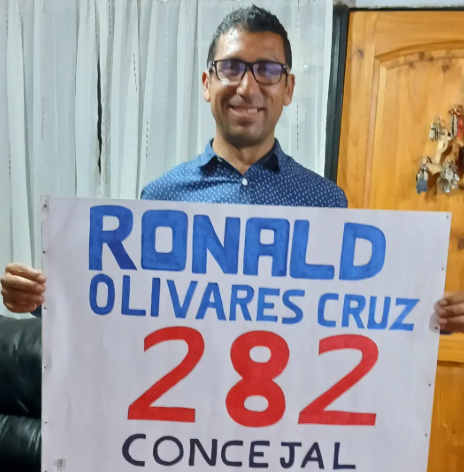 RONALD
OLIVARES CRUZ
282
CONCEJAL